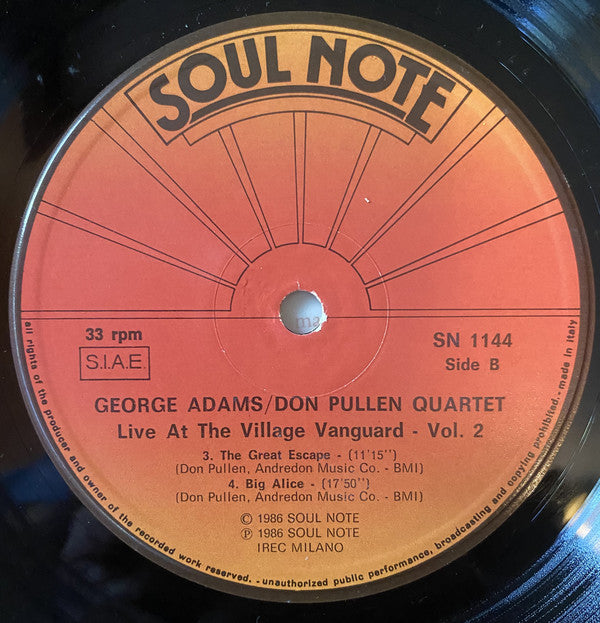 SOUL NOTE
33 rpm
S.I.A.E.
SN 1144
Side B
GEORGE ADAMS/DON PULLEN QUARTET
Live At The Village Vanguard - Vol. 2
3. The Great Escape - (11'15'')
(Don Pullen, Andredon Music Co. - BMI)
4. Big Alice - (17'50'')
(Don Pullen, Andredon Music Co. - BMI)
© 1986 SOUL NOTE
℗ 1986 SOUL NOTE
IREC MILANO
all rights of the producer and owner of the recorded work reserved. - unauthorized public performance, broadcasting and copying prohibited. - made in Italy